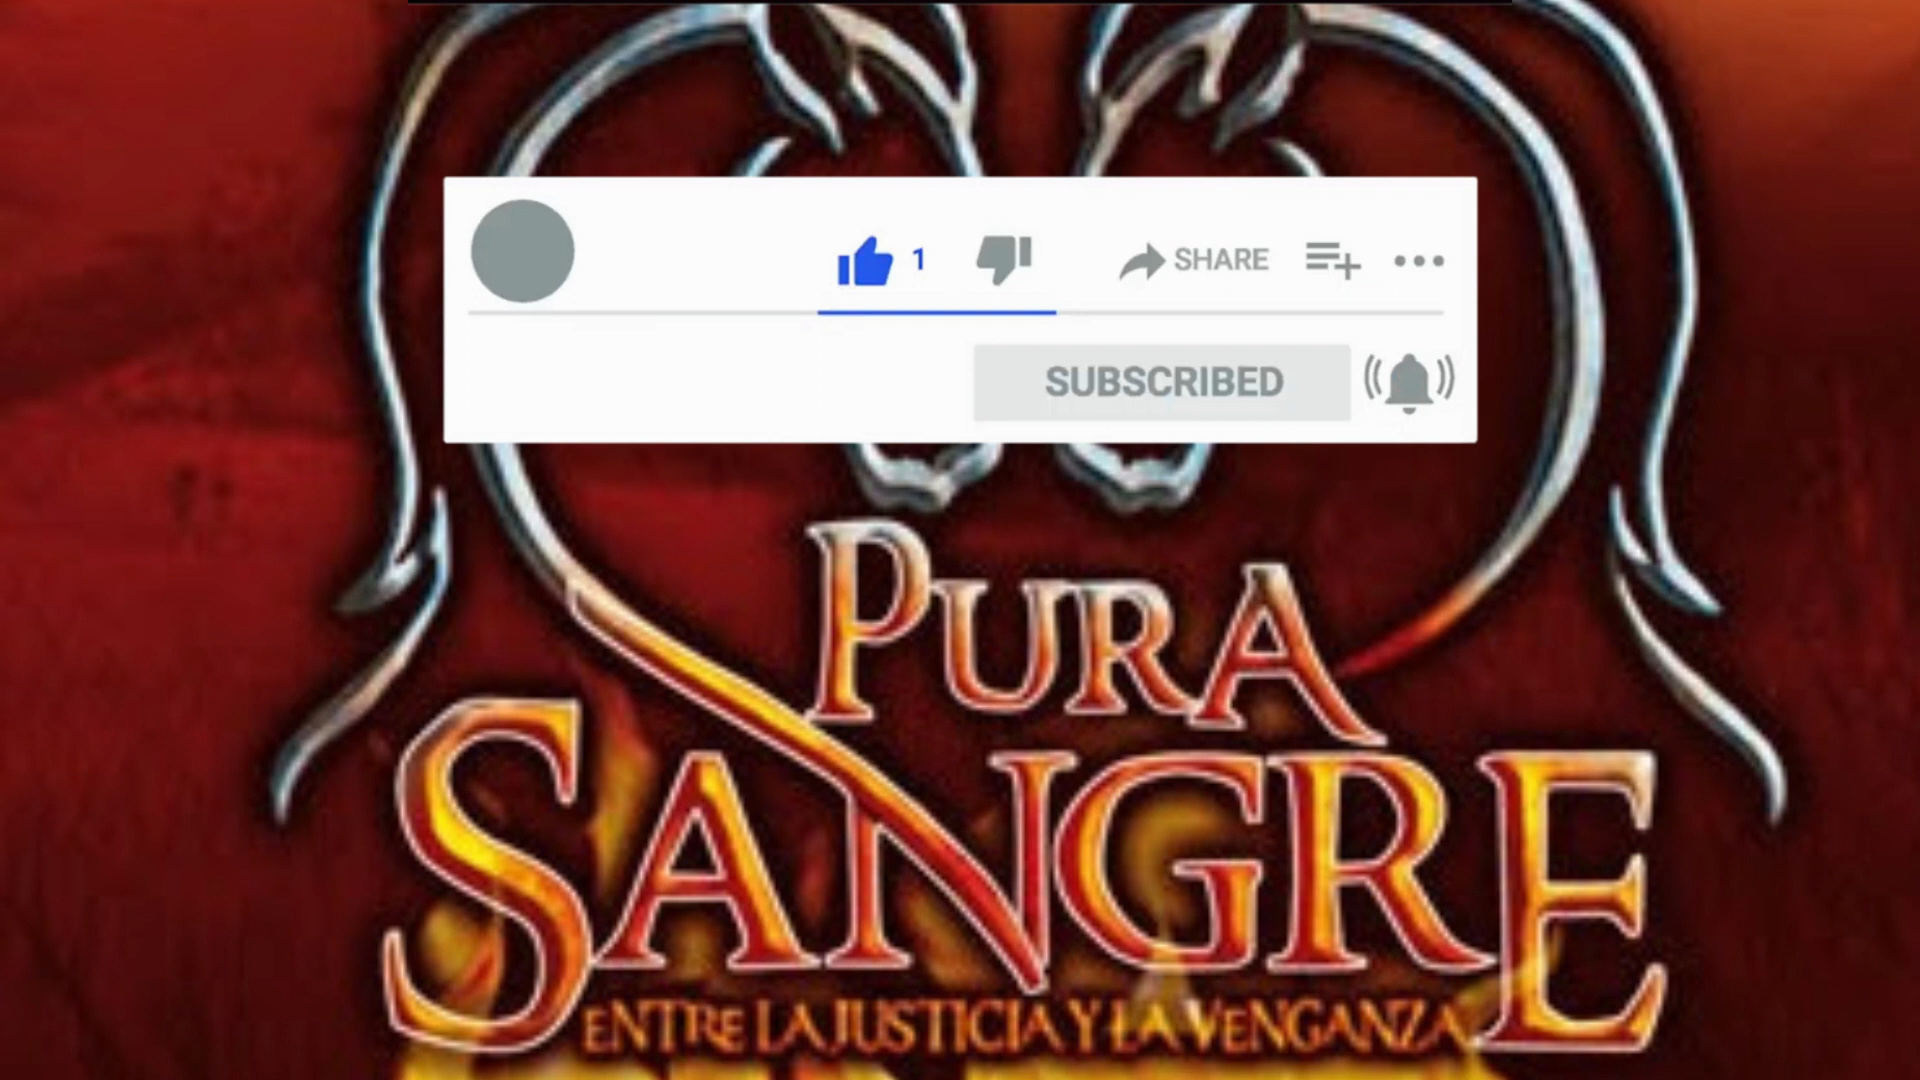 1
SHARE
SUBSCRIBED
PURA
SANGRE
ENTRE LA JUSTICIA Y LA VENGANZA